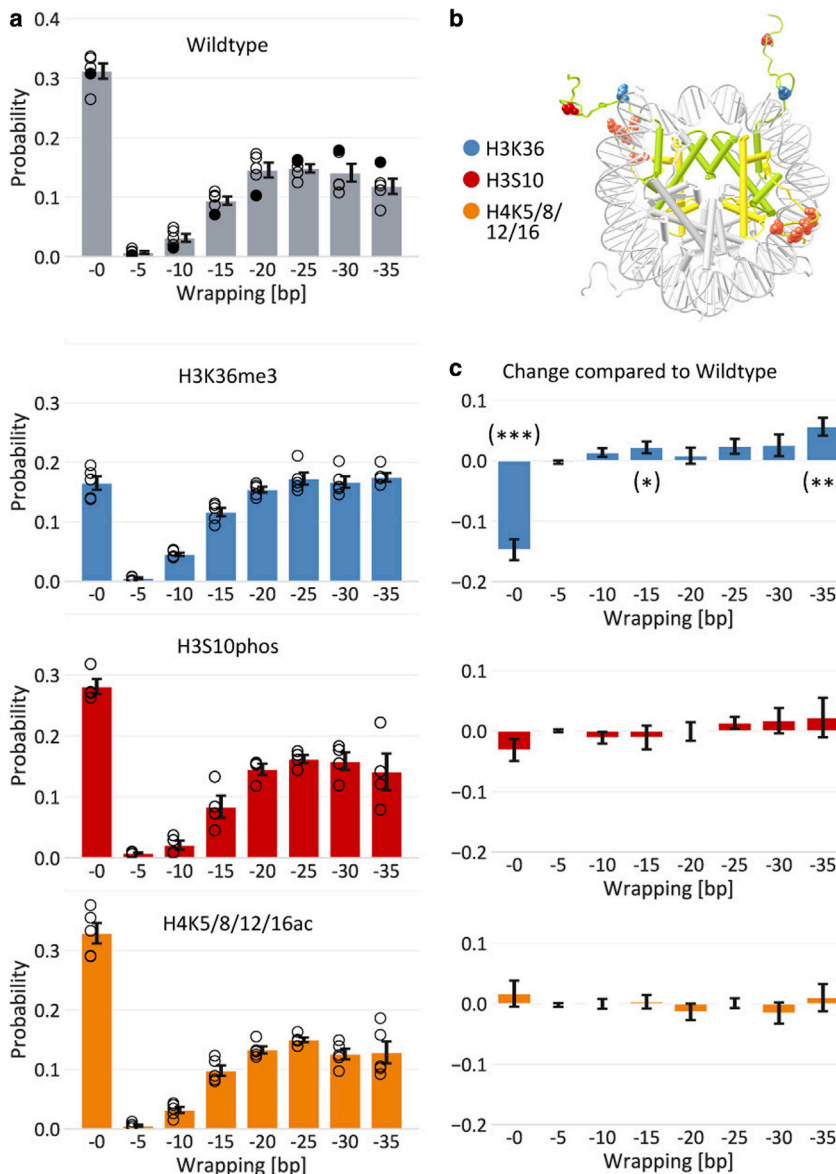 a
Wildtype
Probability
0.4
0.3
0.2
0.1
0.0
-0 -5 -10 -15 -20 -25 -30 -35
Wrapping [bp]
H3K36me3
Probability
0.3
0.2
0.1
0.0
-0 -5 -10 -15 -20 -25 -30 -35
Wrapping [bp]
H3S10phos
Probability
0.3
0.2
0.1
0.0
-0 -5 -10 -15 -20 -25 -30 -35
Wrapping [bp]
H4K5/8/12/16ac
Probability
0.3
0.2
0.1
0.0
-0 -5 -10 -15 -20 -25 -30 -35
Wrapping [bp]
b
H3K36
H3S10
H4K5/8/
12/16
c
Change compared to Wildtype
0.1
(***)
0.0
(*) (**
−0.1
−0.2
-0 -5 -10 -15 -20 -25 -30 -35
Wrapping [bp]
0.1
0.0
−0.1
−0.2
-0 -5 -10 -15 -20 -25 -30 -35
Wrapping [bp]
0.1
0.0
−0.1
−0.2
-0 -5 -10 -15 -20 -25 -30 -35
Wrapping [bp]